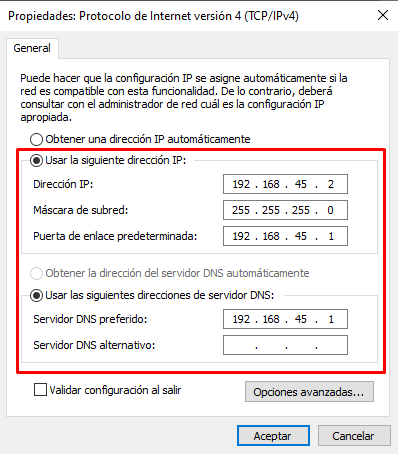 Propiedades: Protocolo de Internet versión 4 (TCP/IPv4)
General
Puede hacer que la configuración IP se asigne automáticamente si la
red es compatible con esta funcionalidad. De lo contrario, deberá
consultar con el administrador de red cuál es la configuración IP
apropiada.
Obtener una dirección IP automáticamente
Usar la siguiente dirección IP:
Dirección IP: 192 . 168 . 45 . 2
Máscara de subred: 255 . 255 . 255 . 0
Puerta de enlace predeterminada: 192 . 168 . 45 . 1
Obtener la dirección del servidor DNS automáticamente
Usar las siguientes direcciones de servidor DNS:
Servidor DNS preferido: 192 . 168 . 45 . 1
Servidor DNS alternativo: . . .
Validar configuración al salir
Opciones avanzadas...
Aceptar Cancelar